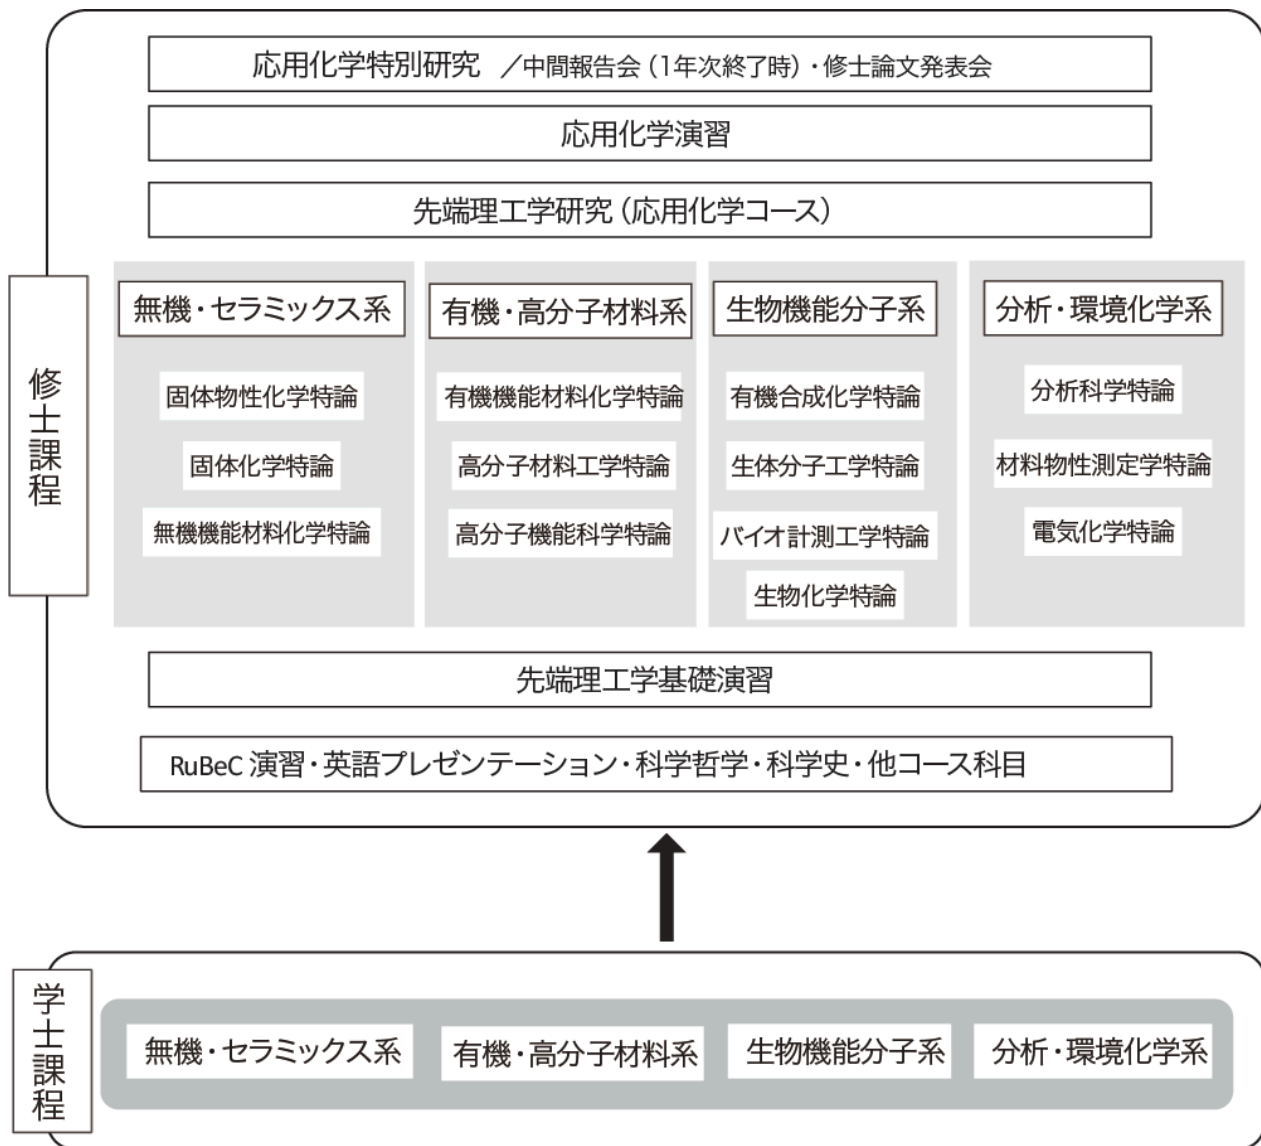 応用化学特別研究 ／中間報告会（1年次終了時）・修士論文発表会
応用化学演習
先端理工学研究（応用化学コース）
修士課程
無機・セラミックス系
固体物性化学特論
固体化学特論
無機機能材料化学特論
有機・高分子材料系
有機機能材料化学特論
高分子材料工学特論
高分子機能科学特論
生物機能分子系
有機合成化学特論
生体分子工学特論
バイオ計測工学特論
生物化学特論
分析・環境化学系
分析科学特論
材料物性測定学特論
電気化学特論
先端理工学基礎演習
RuBeC 演習・英語プレゼンテーション・科学哲学・科学史・他コース科目
学士課程
無機・セラミックス系
有機・高分子材料系
生物機能分子系
分析・環境化学系